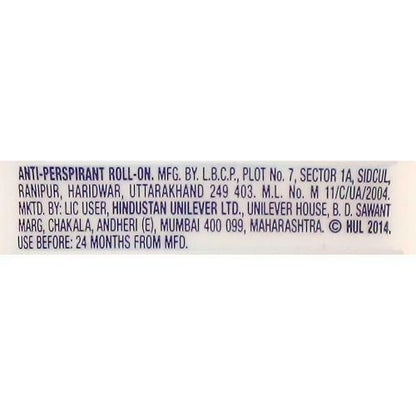 ANTI-PERSPIRANT ROLL-ON. MFG. BY. L.B.C.P., PLOT No. 7, SECTOR 1A, SIDCUL,
RANIPUR, HARIDWAR, UTTARAKHAND 249 403. M.L. No. M 11/C/UA/2004.
MKTD. BY: LIC USER, HINDUSTAN UNILEVER LTD., UNILEVER HOUSE, B. D. SAWANT
MARG, CHAKALA, ANDHERI (E), MUMBAI 400 099, MAHARASHTRA. © HUL 2014.
USE BEFORE: 24 MONTHS FROM MFD.